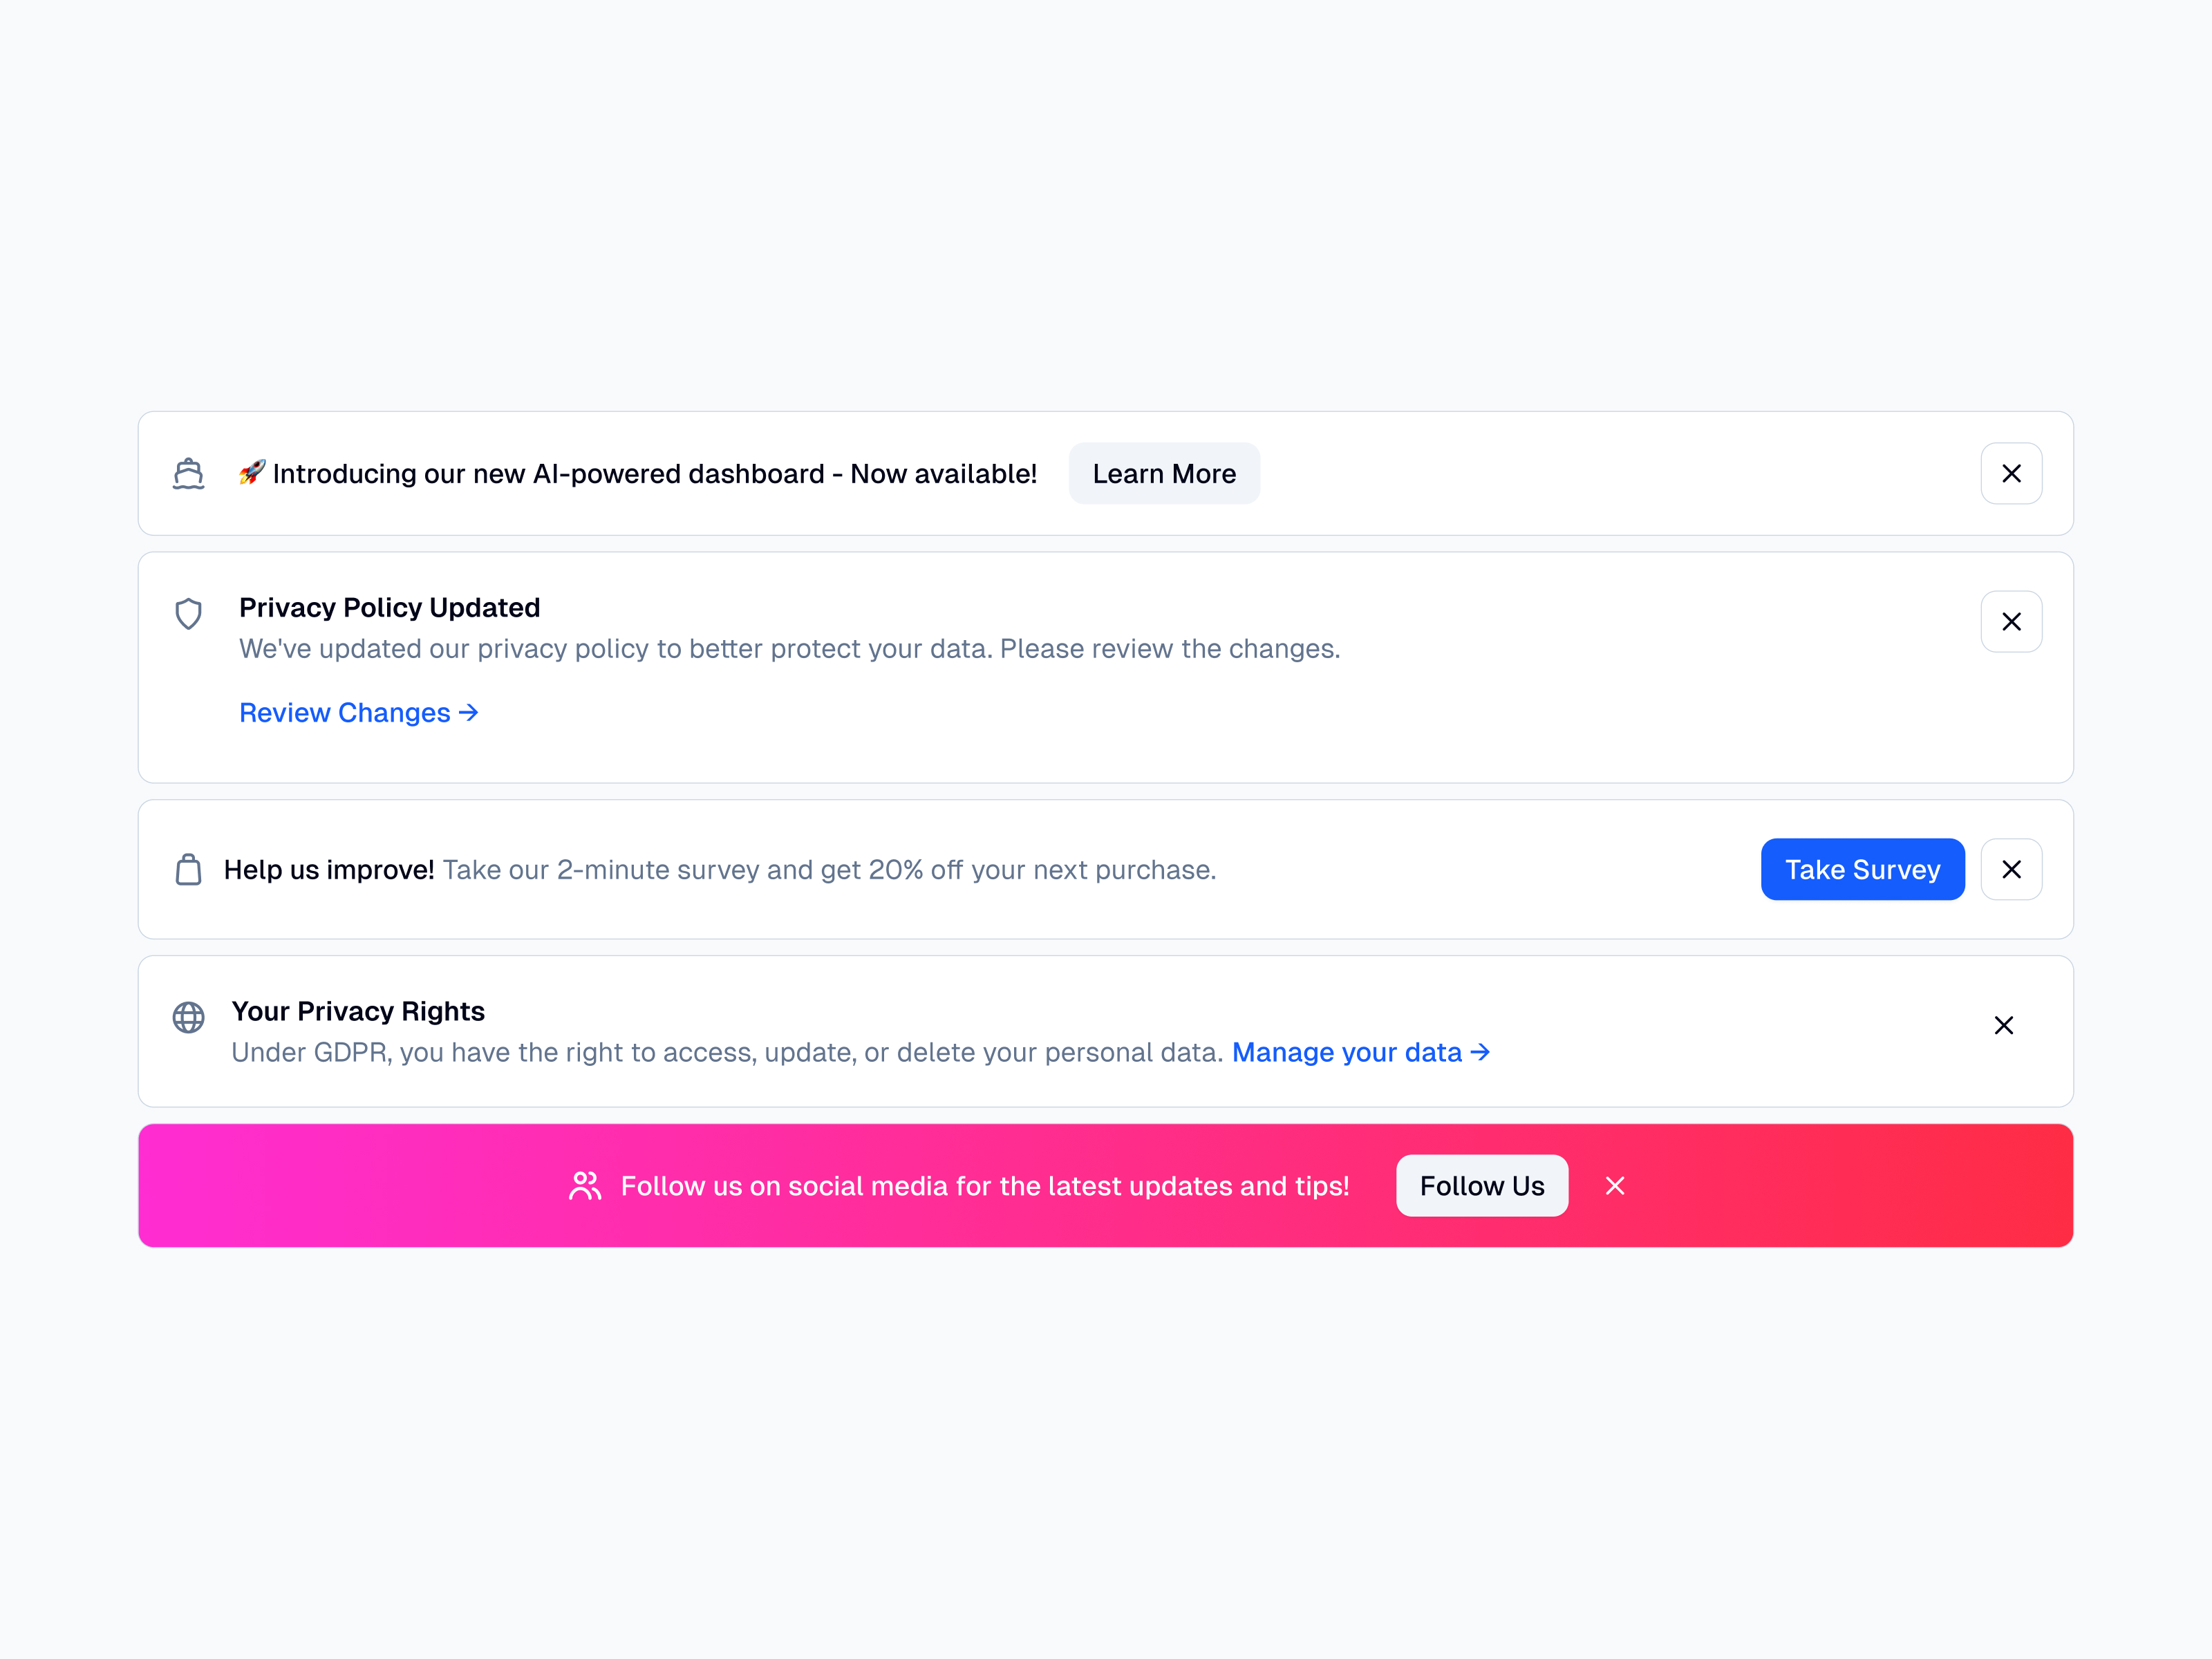 🚀 Introducing our new AI-powered dashboard - Now available! Learn More
Privacy Policy Updated
We've updated our privacy policy to better protect your data. Please review the changes.
Review Changes →
Help us improve! Take our 2-minute survey and get 20% off your next purchase. Take Survey
Your Privacy Rights
Under GDPR, you have the right to access, update, or delete your personal data. Manage your data →
Follow us on social media for the latest updates and tips! Follow Us